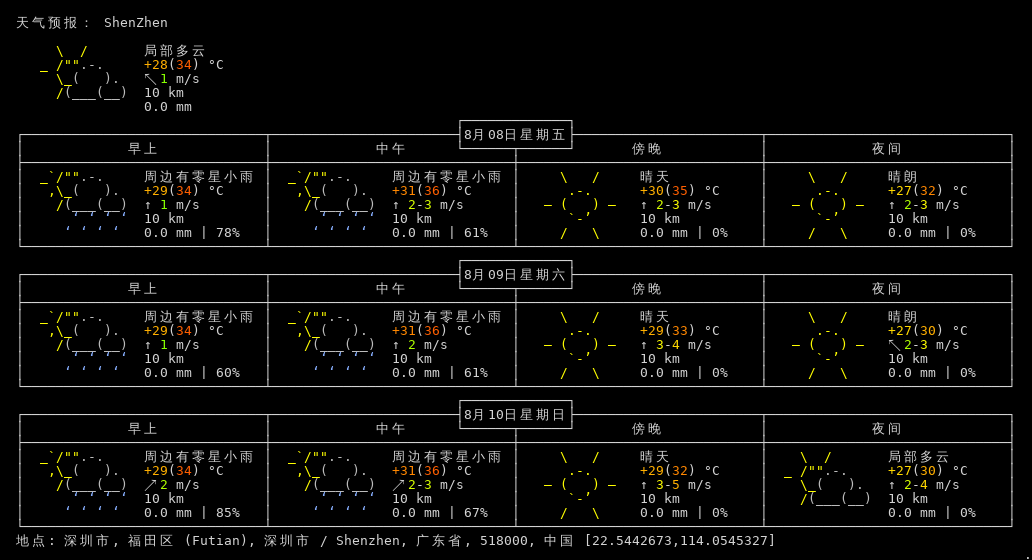 天气预报： ShenZhen
局部多云
+28(34) °C
↖1 m/s
10 km
0.0 mm
8月08日星期五
早上 中午 傍晚 夜间
周边有零星小雨 周边有零星小雨 晴天 晴朗
+29(34) °C +31(36) °C +30(35) °C +27(32) °C
↑ 1 m/s ↑ 2-3 m/s ↑ 2-3 m/s ↑ 2-3 m/s
10 km 10 km 10 km 10 km
0.0 mm | 78% 0.0 mm | 61% 0.0 mm | 0% 0.0 mm | 0%
8月09日星期六
早上 中午 傍晚 夜间
周边有零星小雨 周边有零星小雨 晴天 晴朗
+29(34) °C +31(36) °C +29(33) °C +27(30) °C
↑ 1 m/s ↑ 2 m/s ↑ 3-4 m/s ↖2-3 m/s
10 km 10 km 10 km 10 km
0.0 mm | 60% 0.0 mm | 61% 0.0 mm | 0% 0.0 mm | 0%
8月10日星期日
早上 中午 傍晚 夜间
周边有零星小雨 周边有零星小雨 晴天 局部多云
+29(34) °C +31(36) °C +29(32) °C +27(30) °C
↗2 m/s ↗2-3 m/s ↑ 3-5 m/s ↑ 2-4 m/s
10 km 10 km 10 km 10 km
0.0 mm | 85% 0.0 mm | 67% 0.0 mm | 0% 0.0 mm | 0%
地点: 深圳市, 福田区 (Futian), 深圳市 / Shenzhen, 广东省, 518000, 中国 [22.5442673,114.0545327]